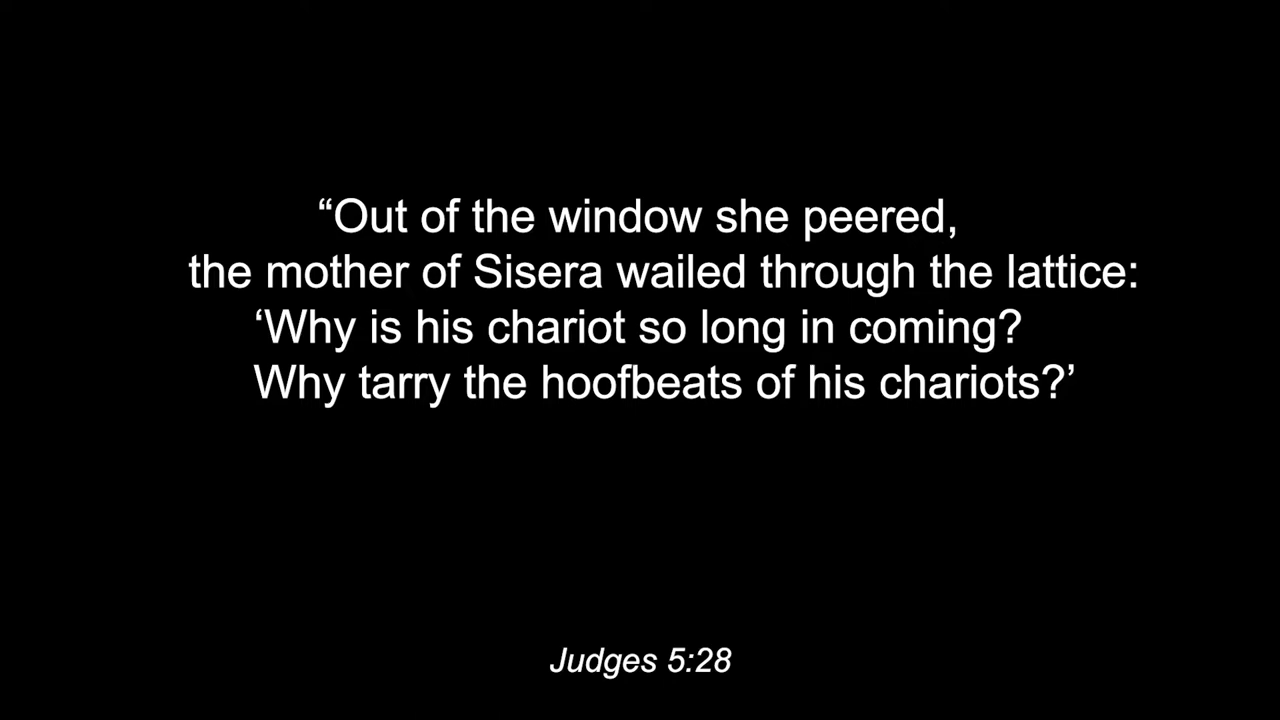 “Out of the window she peered,
the mother of Sisera wailed through the lattice:
‘Why is his chariot so long in coming?
Why tarry the hoofbeats of his chariots?’
Judges 5:28